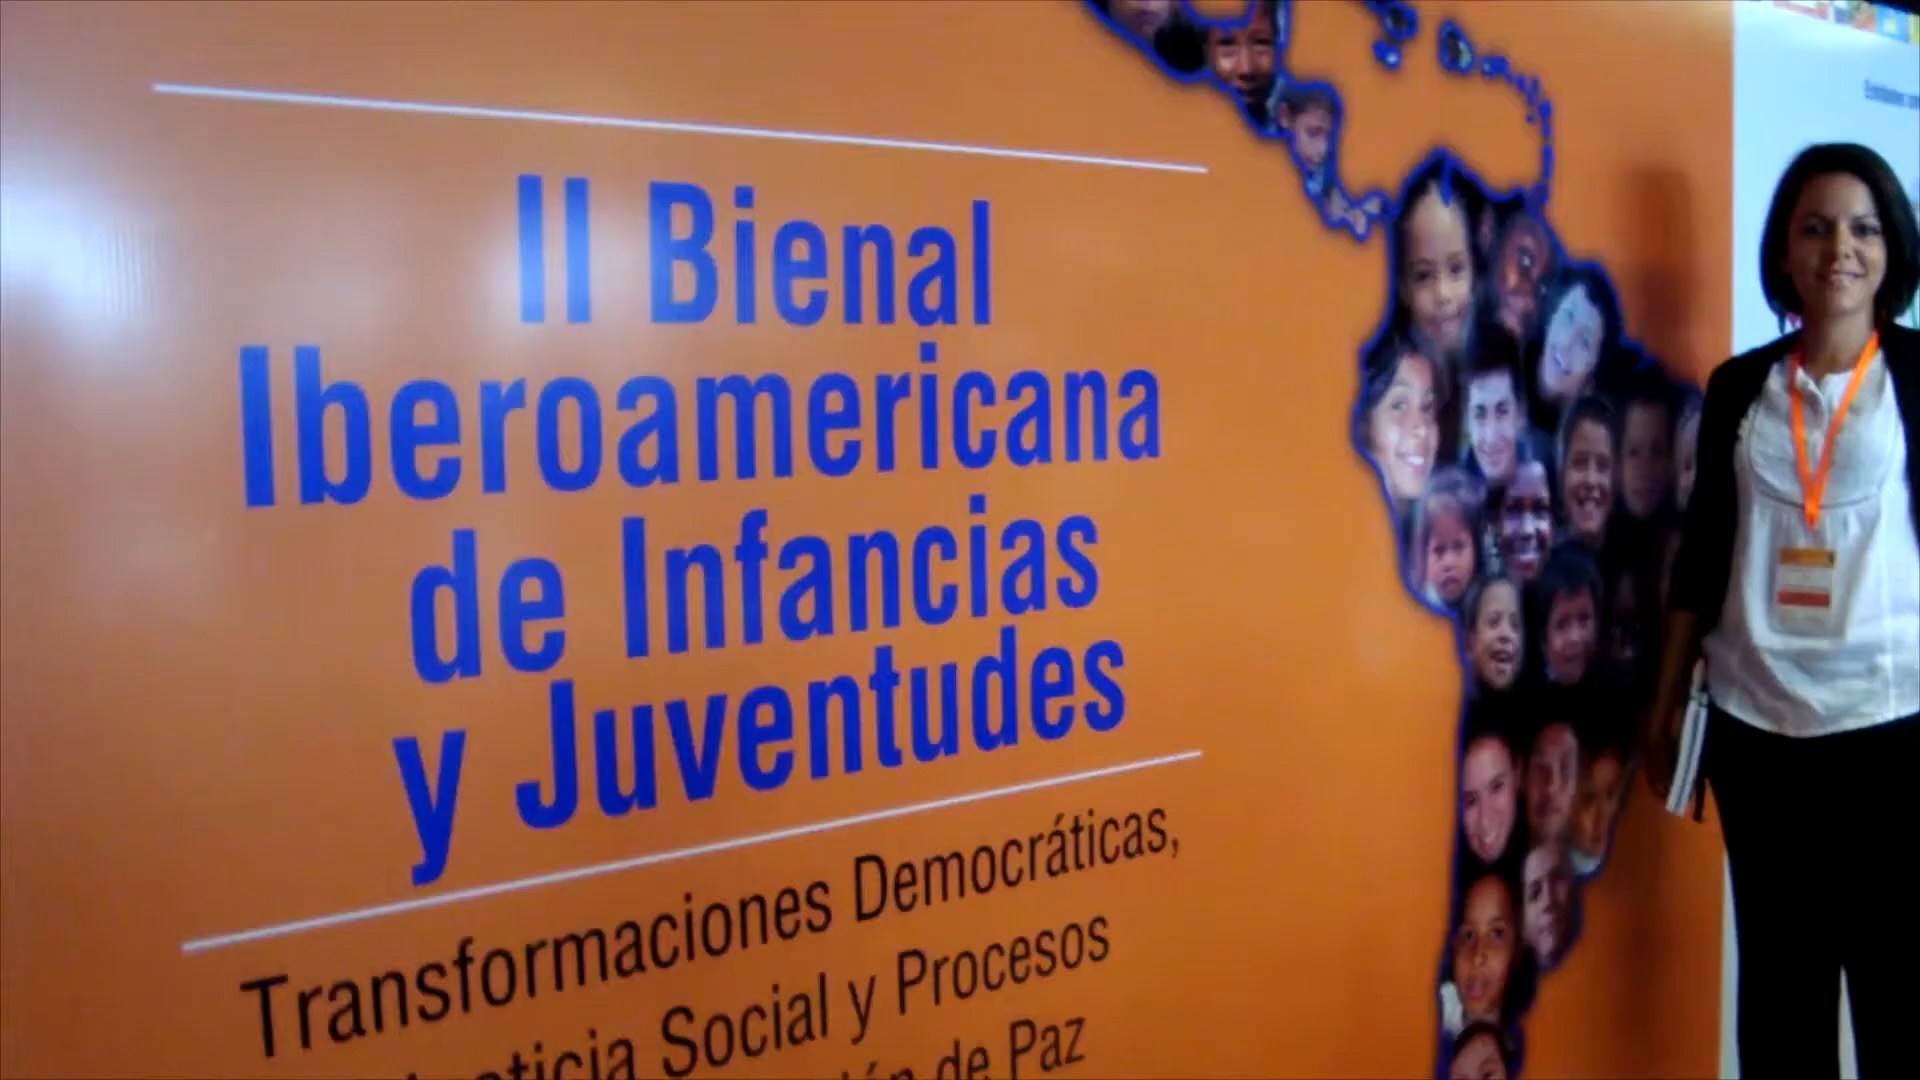 II Bienal
Iberoamericana
de Infancias
y Juventudes
Transformaciones Democráticas,
Social y Procesos
de Paz